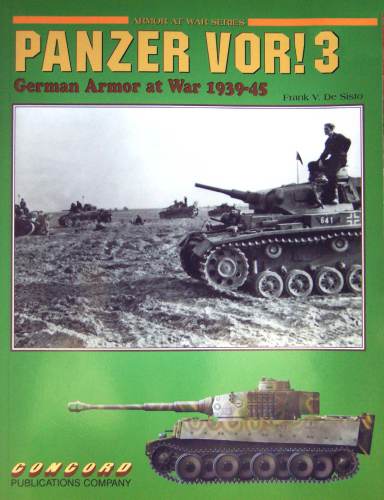 ARMOR AT WAR SERIES
PANZER VOR! 3
German Armor at War 1939-45
Frank V. De Sisto
641
CONCORD
PUBLICATIONS COMPANY